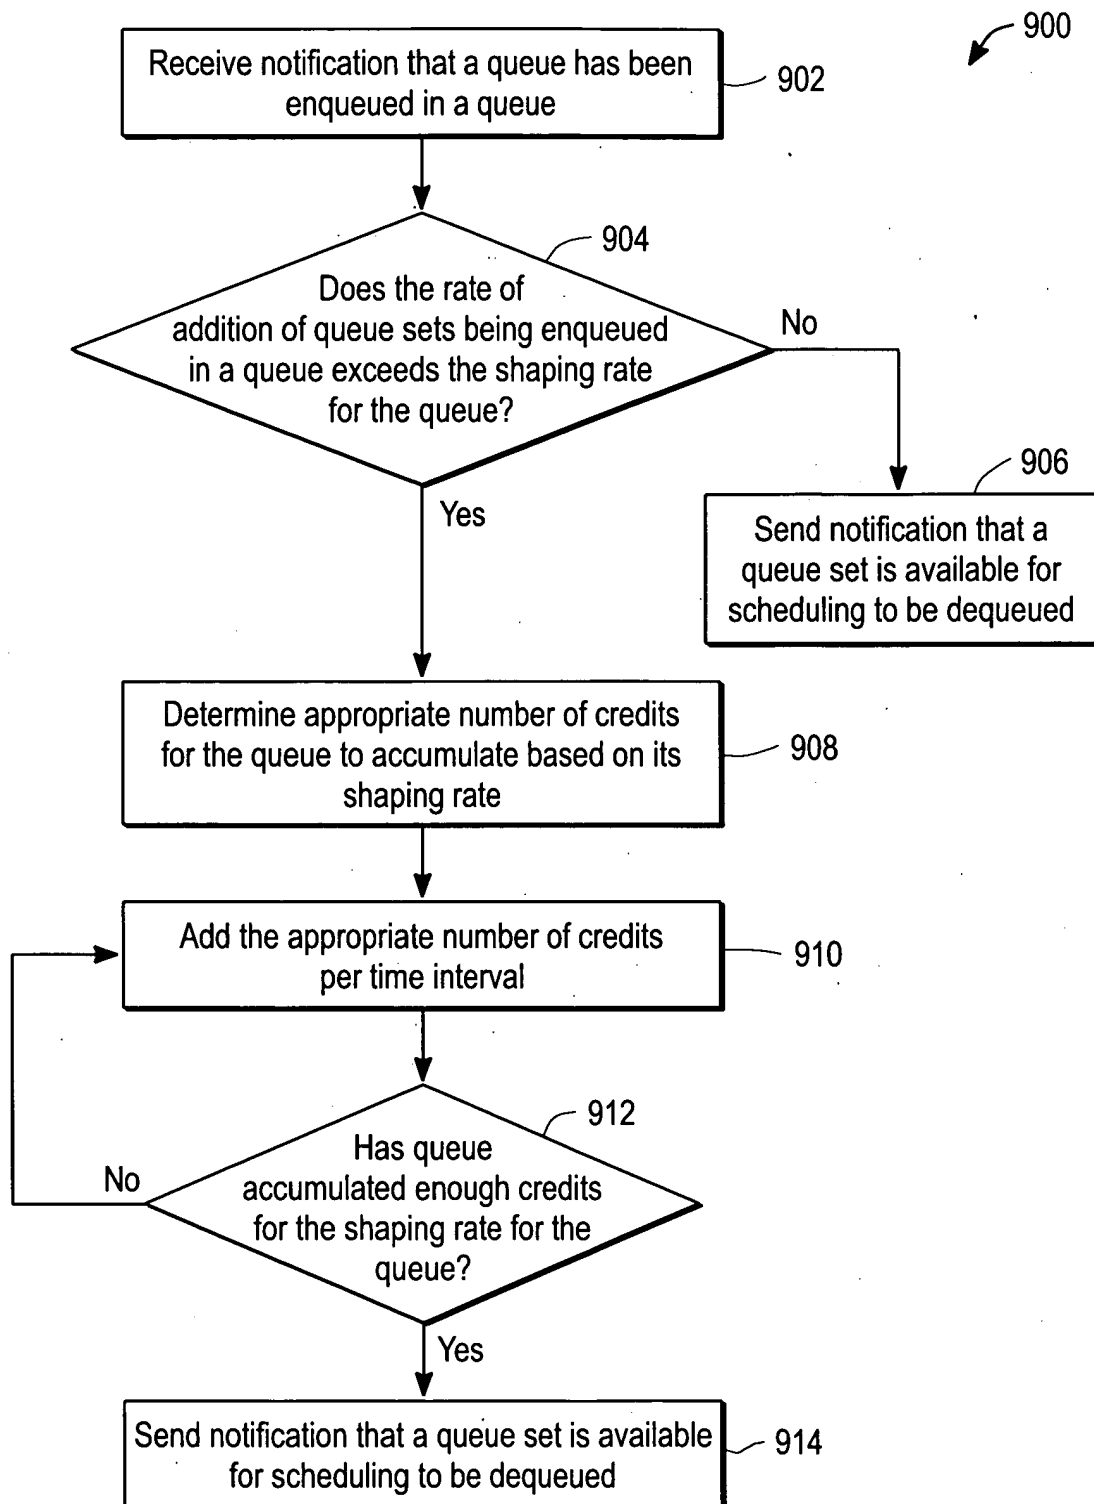 900
Receive notification that a queue has been
enqueued in a queue
902
904
Does the rate of
addition of queue sets being enqueued
in a queue exceeds the shaping rate
for the queue?
No
Yes
906
Send notification that a
queue set is available for
scheduling to be dequeued
Determine appropriate number of credits
for the queue to accumulate based on its
shaping rate
908
Add the appropriate number of credits
per time interval
910
912
Has queue
accumulated enough credits
for the shaping rate for the
queue?
No
Yes
Send notification that a queue set is available
for scheduling to be dequeued
914